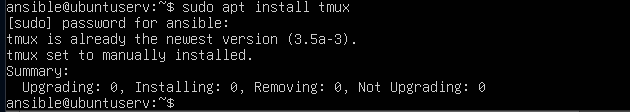 ansible@ubuntuserv:~$ sudo apt install tmux
[sudo] password for ansible:
tmux is already the newest version (3.5a-3).
tmux set to manually installed.
Summary:
  Upgrading: 0, Installing: 0, Removing: 0, Not Upgrading: 0
ansible@ubuntuserv:~$